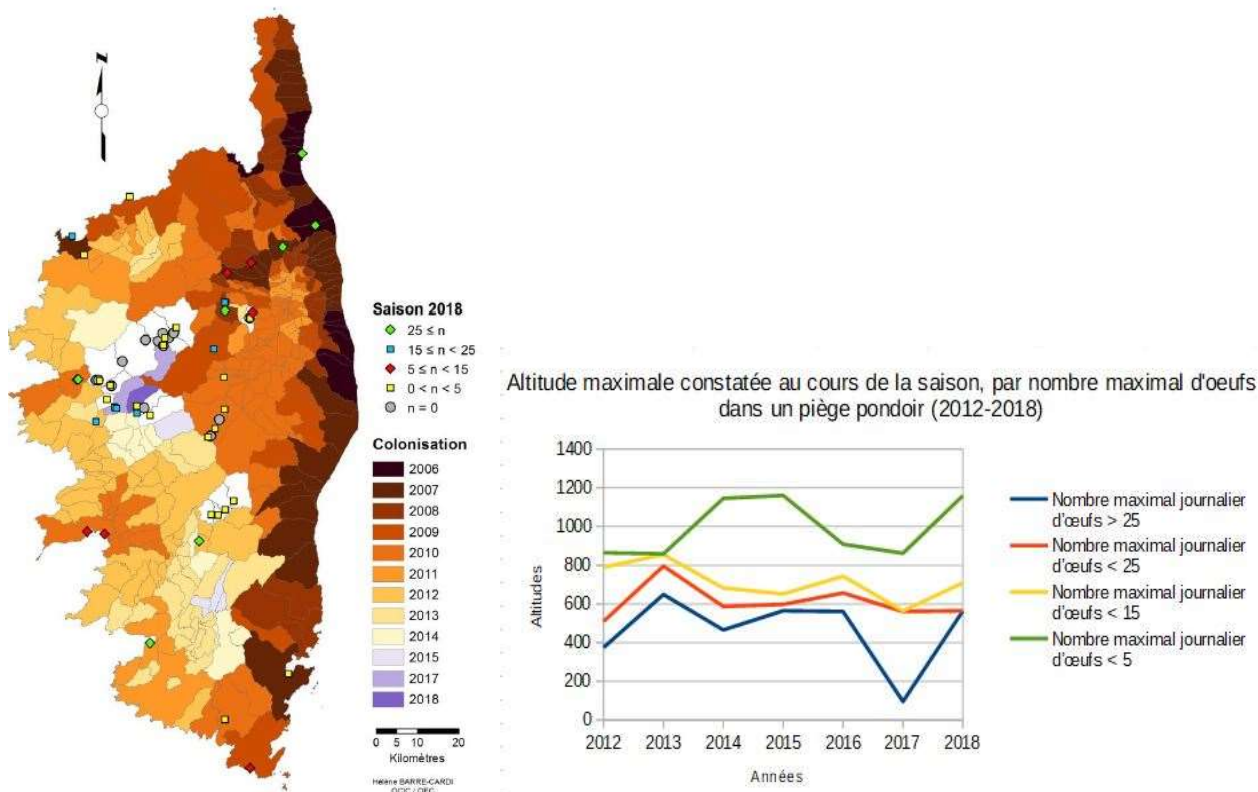 Z
Saison 2018
25 ≤ n
15 ≤ n < 25
5 ≤ n < 15
0 < n < 5
n = 0
Colonisation
2006
2007
2008
2009
2010
2011
2012
2013
2014
2015
2017
2018
0 5 10 20
Kilomètres
Hélène BARRE-CARDI
OCIC / OEC
Altitude maximale constatée au cours de la saison, par nombre maximal d'oeufs
dans un piège pondoir (2012-2018)
1400
1200
1000
800
600
400
200
0
Altitudes
2012 2013 2014 2015 2016 2017 2018
Années
Nombre maximal journalier
d'œufs > 25
Nombre maximal journalier
d'œufs < 25
Nombre maximal journalier
d'œufs < 15
Nombre maximal journalier
d'œufs < 5